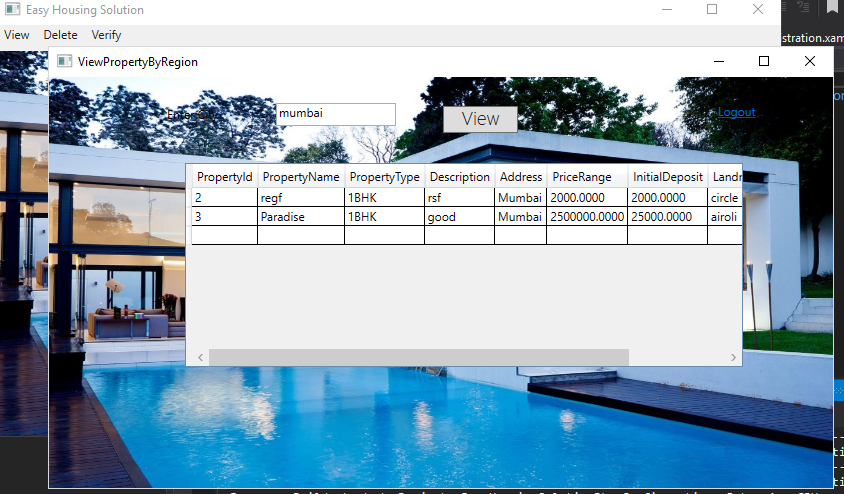 Easy Housing Solution
View Delete Verify
stration.xam
ViewPropertyByRegion
mumbai
View
Logout
PropertyId PropertyName PropertyType Description Address PriceRange InitialDeposit Landr
2 regf 1BHK rsf Mumbai 2000.0000 2000.0000 circle
3 Paradise 1BHK good Mumbai 2500000.0000 25000.0000 airoli